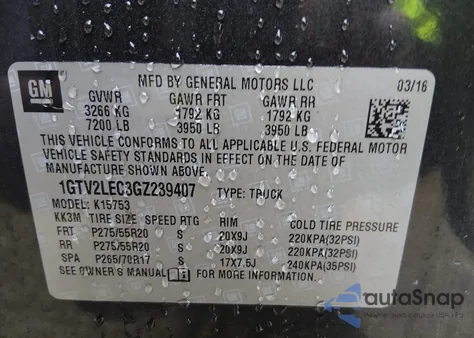 GM
MFD BY GENERAL MOTORS LLC
03/16
GVWR GAWR FRT GAWR RR
3266 KG 1792 KG 1792 KG
7200 LB 3950 LB 3950 LB
THIS VEHICLE CONFORMS TO ALL APPLICABLE U.S. FEDERAL MOTOR
VEHICLE SAFETY STANDARDS IN EFFECT ON THE DATE OF
MANUFACTURE SHOWN ABOVE.
1GTV2LEC3GZ239407 TYPE: TRUCK
MODEL: K15753
KK3M TIRE SIZE SPEED RTG RIM COLD TIRE PRESSURE
FRT P275/55R20 S 20X9J 220KPA(32PSI)
RR P275/55R20 S 20X9J 220KPA(32PSI)
SPA P265/70R17 S 17X7.5J 240KPA(35PSI)
SEE OWNER'S MANUAL FOR MORE INFORMATION.
autoSnap